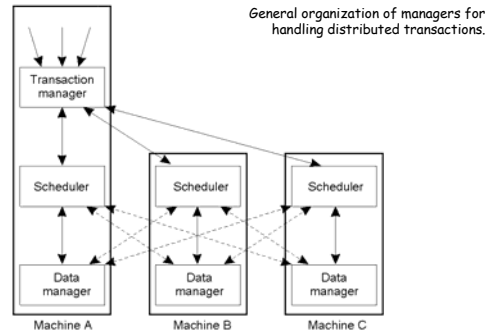 General organization of managers for
handling distributed transactions.
Transaction
manager
Scheduler
Scheduler
Scheduler
Data
manager
Data
manager
Data
manager
Machine A
Machine B
Machine C